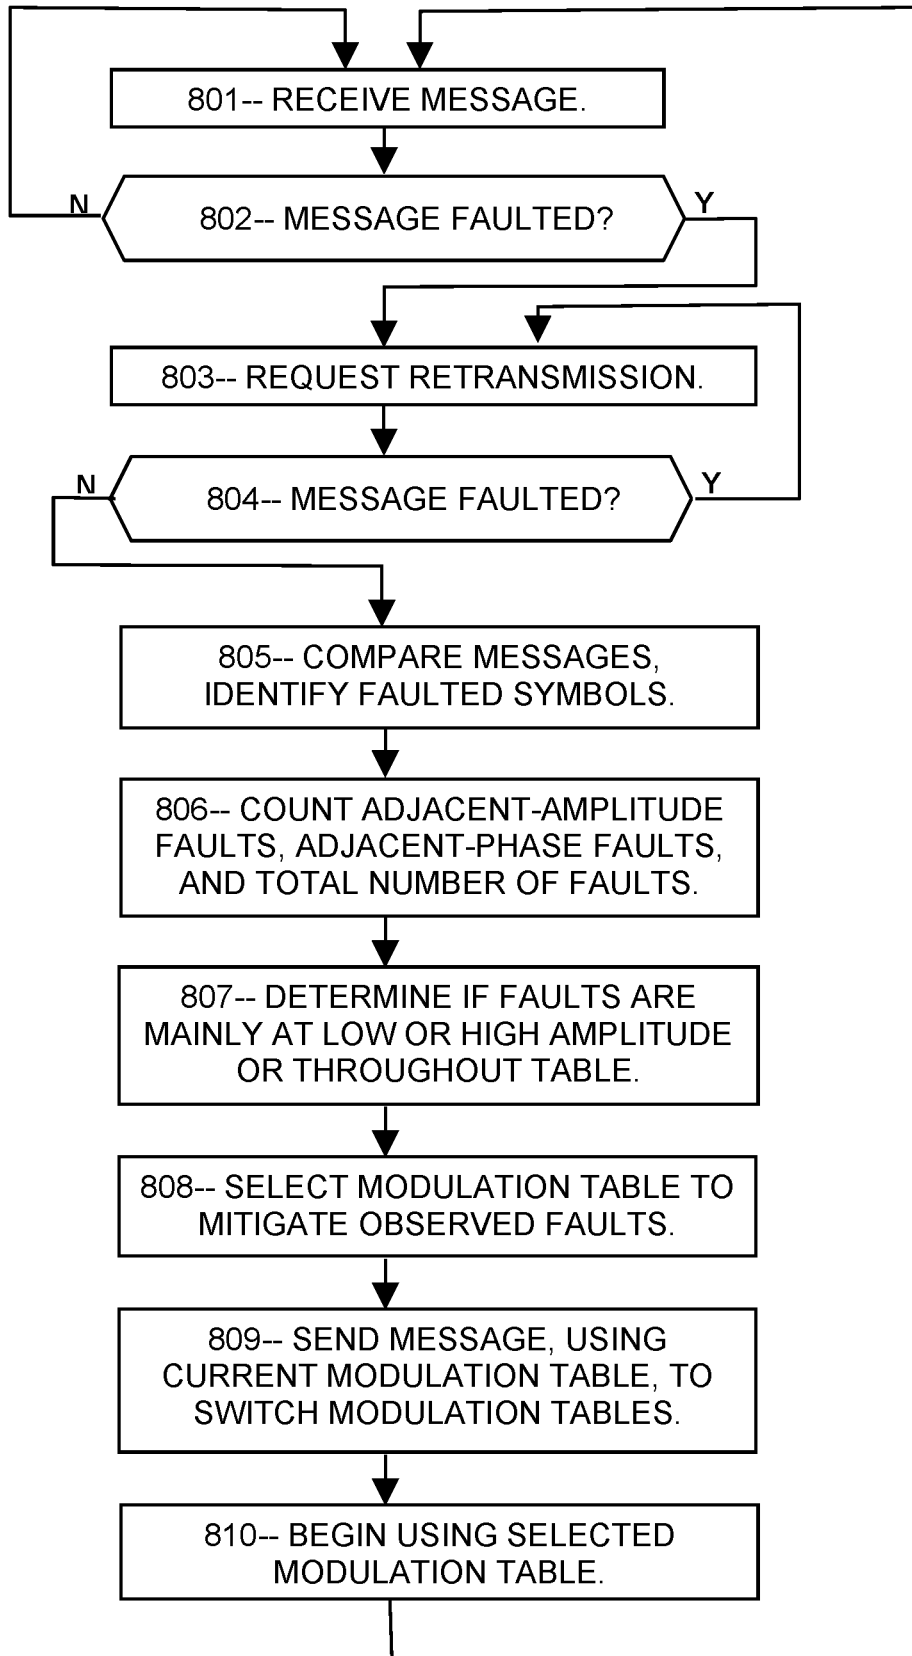 801-- RECEIVE MESSAGE.
N
802-- MESSAGE FAULTED?
Y
803-- REQUEST RETRANSMISSION.
N
804-- MESSAGE FAULTED?
Y
805-- COMPARE MESSAGES,
IDENTIFY FAULTED SYMBOLS.
806-- COUNT ADJACENT-AMPLITUDE
FAULTS, ADJACENT-PHASE FAULTS,
AND TOTAL NUMBER OF FAULTS.
807-- DETERMINE IF FAULTS ARE
MAINLY AT LOW OR HIGH AMPLITUDE
OR THROUGHOUT TABLE.
808-- SELECT MODULATION TABLE TO
MITIGATE OBSERVED FAULTS.
809-- SEND MESSAGE, USING
CURRENT MODULATION TABLE, TO
SWITCH MODULATION TABLES.
810-- BEGIN USING SELECTED
MODULATION TABLE.